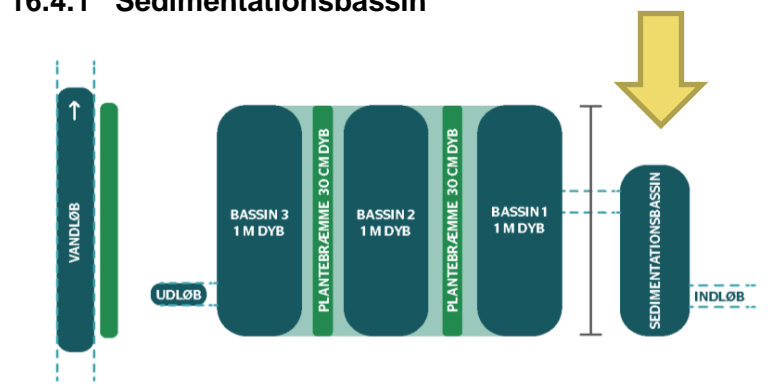 16.4.1 Sedimentationsbassin
VANDLØB
UDLØB
BASSIN 3
1 M DYB
PLANTEBRÆMME 30 CM DYB
BASSIN 2
1 M DYB
PLANTEBRÆMME 30 CM DYB
BASSIN 1
1 M DYB
SEDIMENTATIONSBASSIN
INDLØB